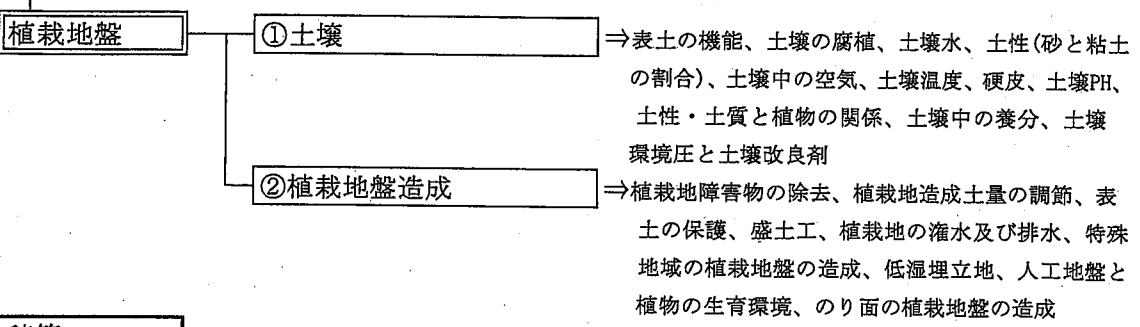 植栽地盤
①土壌
⇒表土の機能、土壌の腐植、土壌水、土性(砂と粘土
の割合)、土壌中の空気、土壌温度、硬皮、土壌PH、
土性・土質と植物の関係、土壌中の養分、土壌
環境圧と土壌改良剤
②植栽地盤造成
⇒植栽地障害物の除去、植栽地造成土量の調節、表
土の保護、盛土工、植栽地の潅水及び排水、特殊
地域の植栽地盤の造成、低湿埋立地、人工地盤と
植物の生育環境、のり面の植栽地盤の造成